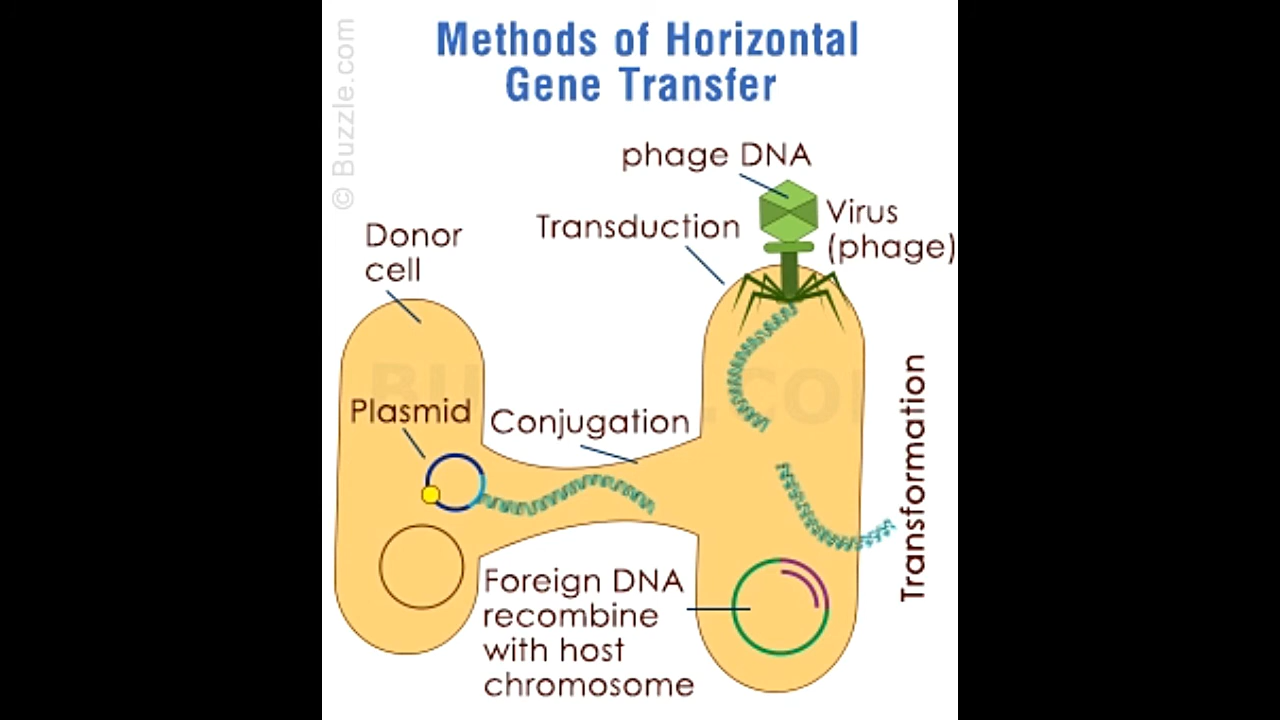 Methods of Horizontal
Gene Transfer
© Buzzle.com
phage DNA
Virus
(phage)
Transduction
Donor
cell
Plasmid
Conjugation
Transformation
Foreign DNA
recombine
with host
chromosome